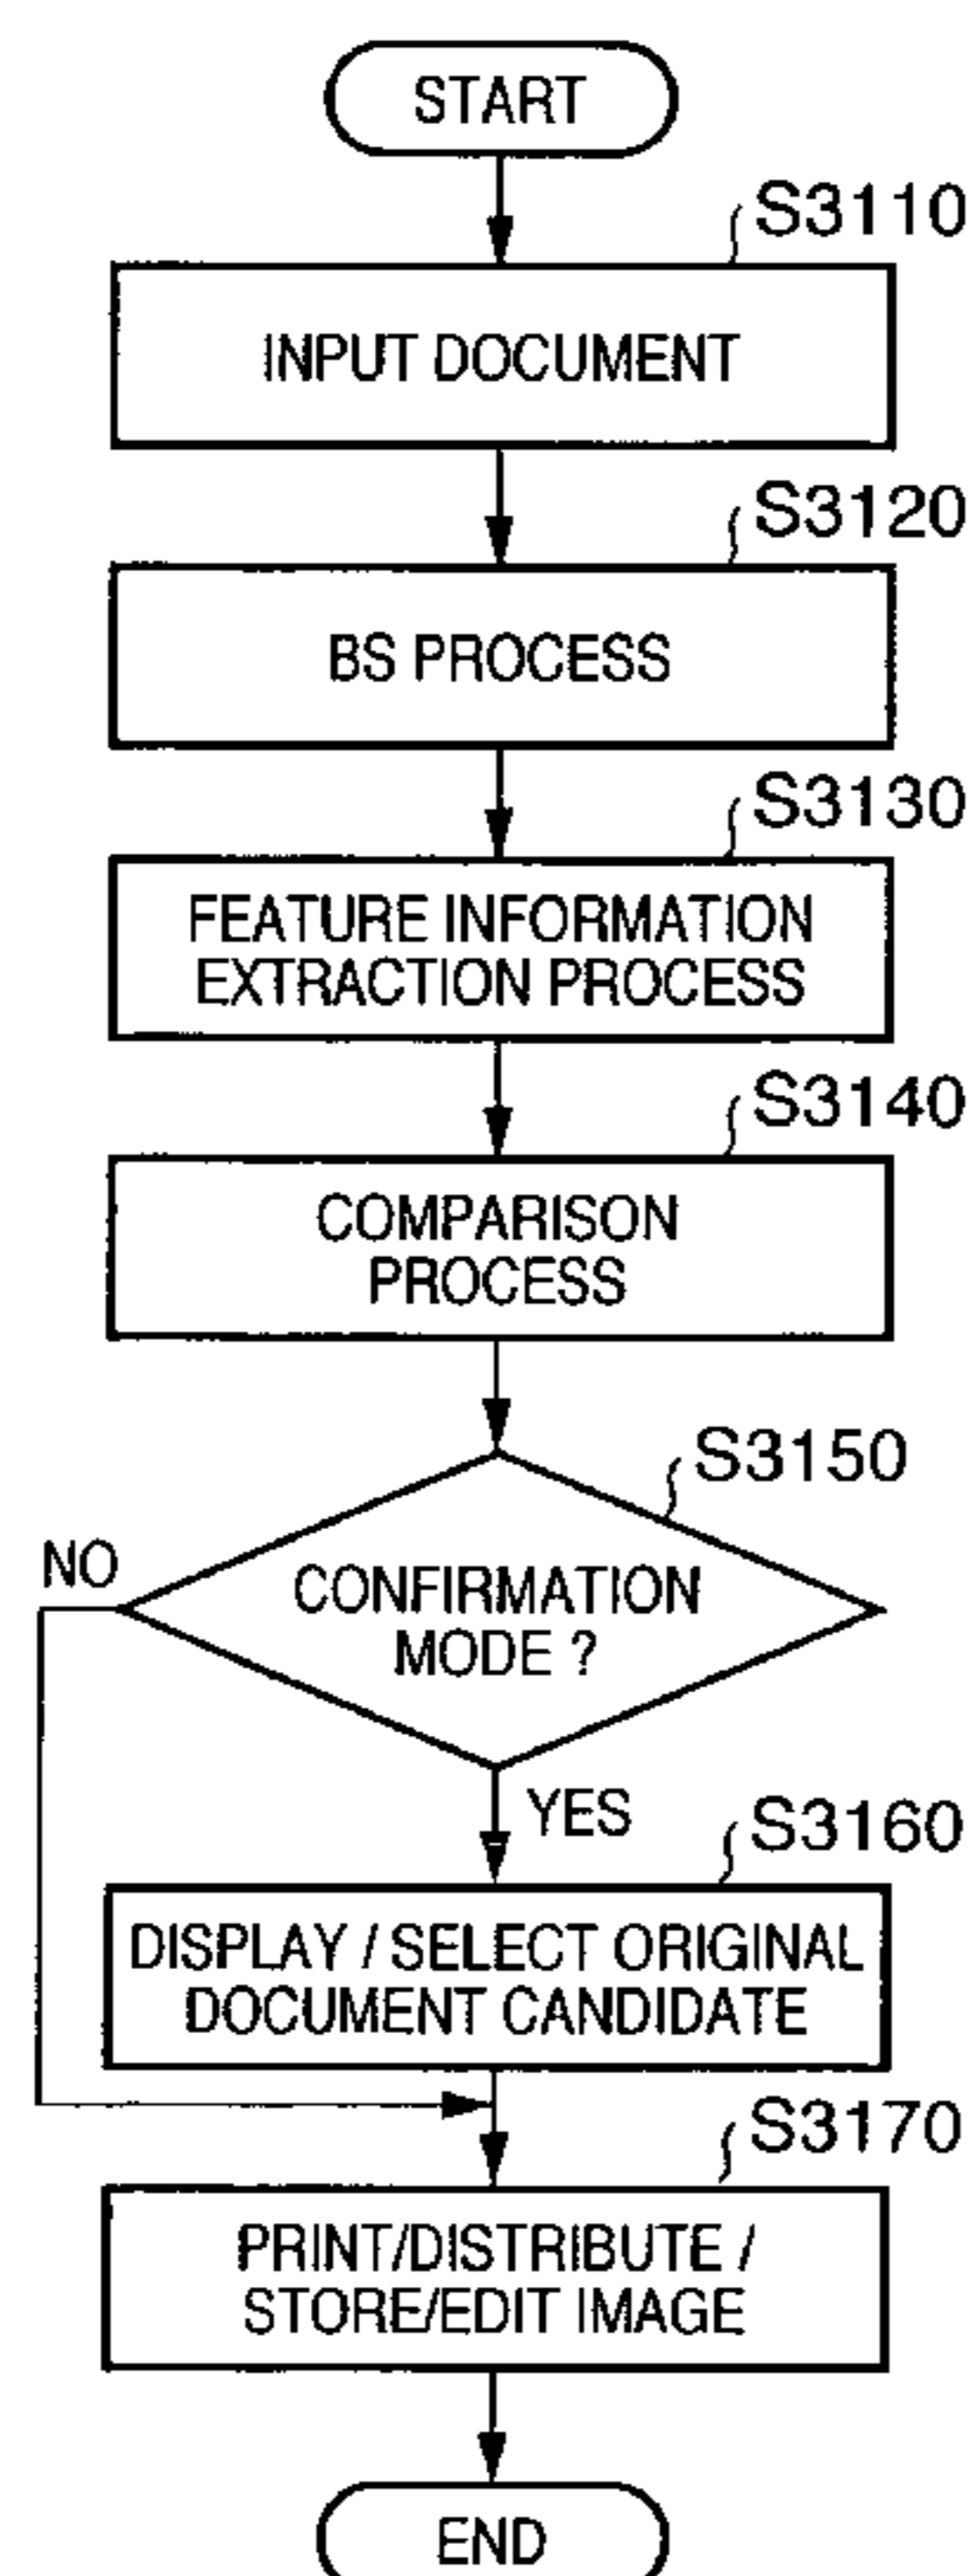 START
S3110
INPUT DOCUMENT
S3120
BS PROCESS
S3130
FEATURE INFORMATION
EXTRACTION PROCESS
S3140
COMPARISON
PROCESS
S3150
NO
CONFIRMATION
MODE ?
YES
S3160
DISPLAY / SELECT ORIGINAL
DOCUMENT CANDIDATE
S3170
PRINT/DISTRIBUTE /
STORE/EDIT IMAGE
END